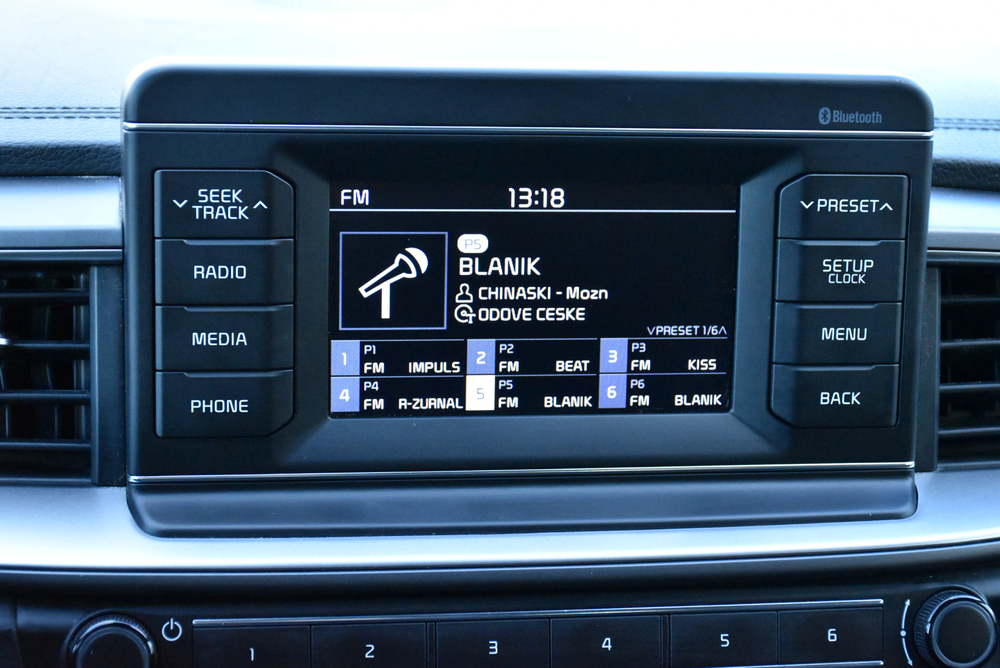 Bluetooth
SEEK
TRACK
RADIO
MEDIA
PHONE
FM 13:18
P5
BLANIK
CHINASKI - Mozn
ODOVE CESKE
PRESET 1/6
1 P1 FM IMPULS
2 P2 FM BEAT
3 P3 FM KISS
4 P4 FM R-ZURNAL
5 P5 FM BLANIK
6 P6 FM BLANIK
PRESET
SETUP
CLOCK
MENU
BACK
1 2 3 4 5 6